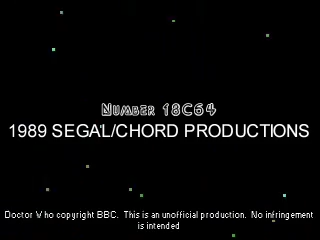 Number 18C64
1989 SEGAL/CHORD PRODUCTIONS
Doctor Who copyright BBC. This is an unofficial production. No infringement
is intended